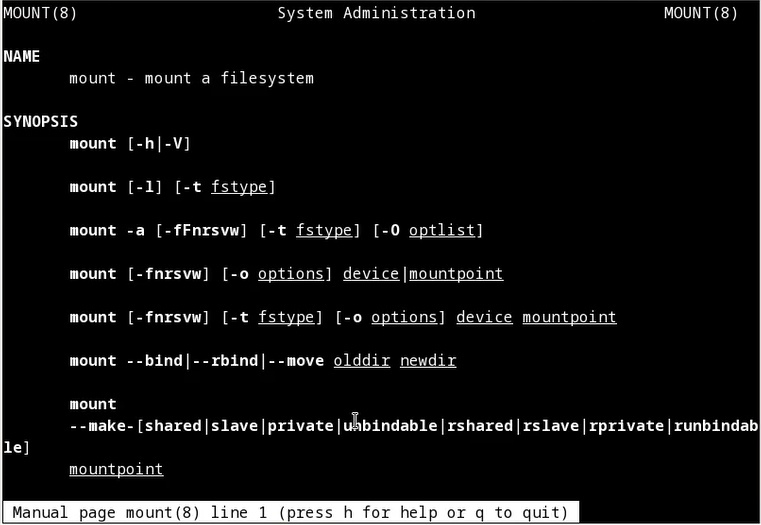 MOUNT(8) System Administration MOUNT(8)
NAME
mount - mount a filesystem
SYNOPSIS
mount [-h|-V]
mount [-l] [-t fstype]
mount -a [-fFnrsvw] [-t fstype] [-O optlist]
mount [-fnrsvw] [-o options] device|mountpoint
mount [-fnrsvw] [-t fstype] [-o options] device mountpoint
mount --bind|--rbind|--move olddir newdir
mount
--make-[shared|slave|private|unbindable|rshared|rslave|rprivate|runbindab
le]
mountpoint
Manual page mount(8) line 1 (press h for help or q to quit)